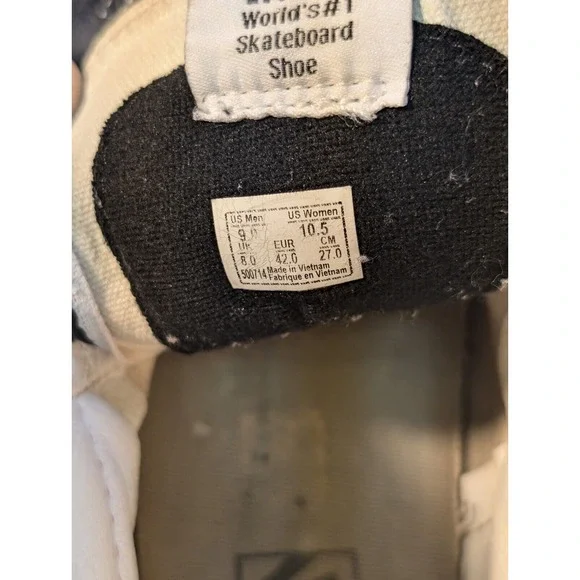 World's #1
Skateboard
Shoe
US Men US Women
9.0 10.5
UK EUR CM
8.0 42.0 27.0
500714 Made in Vietnam
Fabrique en Vietnam